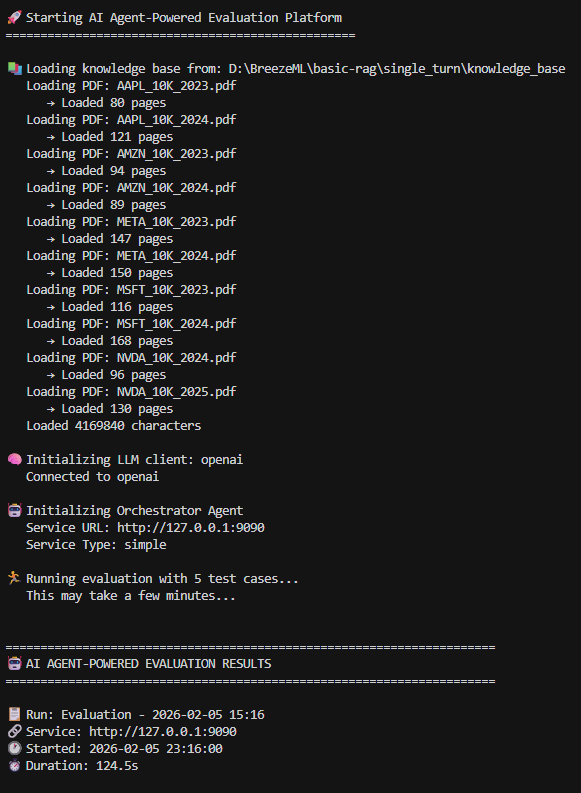 🚀 Starting AI Agent-Powered Evaluation Platform
==================================================
📚 Loading knowledge base from: D:\BreezeML\basic-rag\single_turn\knowledge_base
Loading PDF: AAPL_10K_2023.pdf
→ Loaded 80 pages
Loading PDF: AAPL_10K_2024.pdf
→ Loaded 121 pages
Loading PDF: AMZN_10K_2023.pdf
→ Loaded 94 pages
Loading PDF: AMZN_10K_2024.pdf
→ Loaded 89 pages
Loading PDF: META_10K_2023.pdf
→ Loaded 147 pages
Loading PDF: META_10K_2024.pdf
→ Loaded 150 pages
Loading PDF: MSFT_10K_2023.pdf
→ Loaded 116 pages
Loading PDF: MSFT_10K_2024.pdf
→ Loaded 168 pages
Loading PDF: NVDA_10K_2024.pdf
→ Loaded 96 pages
Loading PDF: NVDA_10K_2025.pdf
→ Loaded 130 pages
Loaded 4169840 characters
🧠 Initializing LLM client: openai
Connected to openai
🤖 Initializing Orchestrator Agent
Service URL: http://127.0.0.1:9090
Service Type: simple
🏃 Running evaluation with 5 test cases...
This may take a few minutes...
======================================================================
🤖 AI AGENT-POWERED EVALUATION RESULTS
======================================================================
📋 Run: Evaluation - 2026-02-05 15:16
🔗 Service: http://127.0.0.1:9090
🕐 Started: 2026-02-05 23:16:00
⏱️ Duration: 124.5s